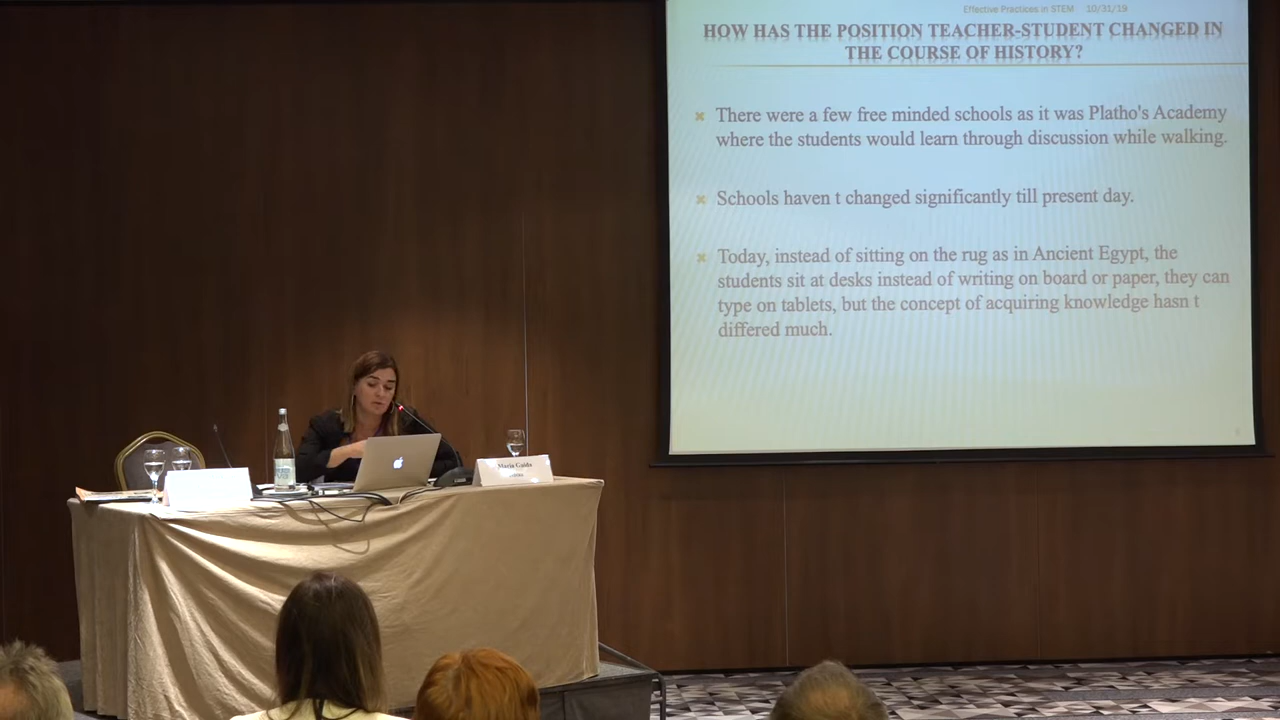 Effective Practices in STEM 10/31/19
HOW HAS THE POSITION TEACHER-STUDENT CHANGED IN
THE COURSE OF HISTORY?
There were a few free minded schools as it was Platho's Academy
where the students would learn through discussion while walking.
Schools haven t changed significantly till present day.
Today, instead of sitting on the rug as in Ancient Egypt, the
students sit at desks instead of writing on board or paper, they can
type on tablets, but the concept of acquiring knowledge hasn t
differed much.
Maria Guido